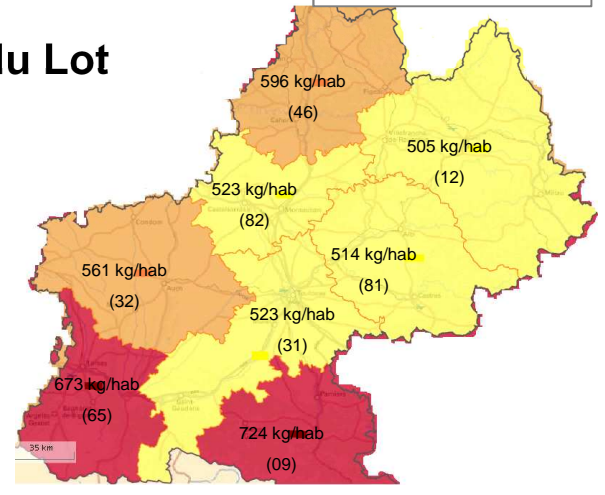 du Lot
596 kg/hab
(46)
505 kg/hab
(12)
523 kg/hab
(82)
514 kg/hab
(81)
561 kg/hab
(32)
523 kg/hab
(31)
673 kg/hab
(65)
724 kg/hab
(09)
35 km